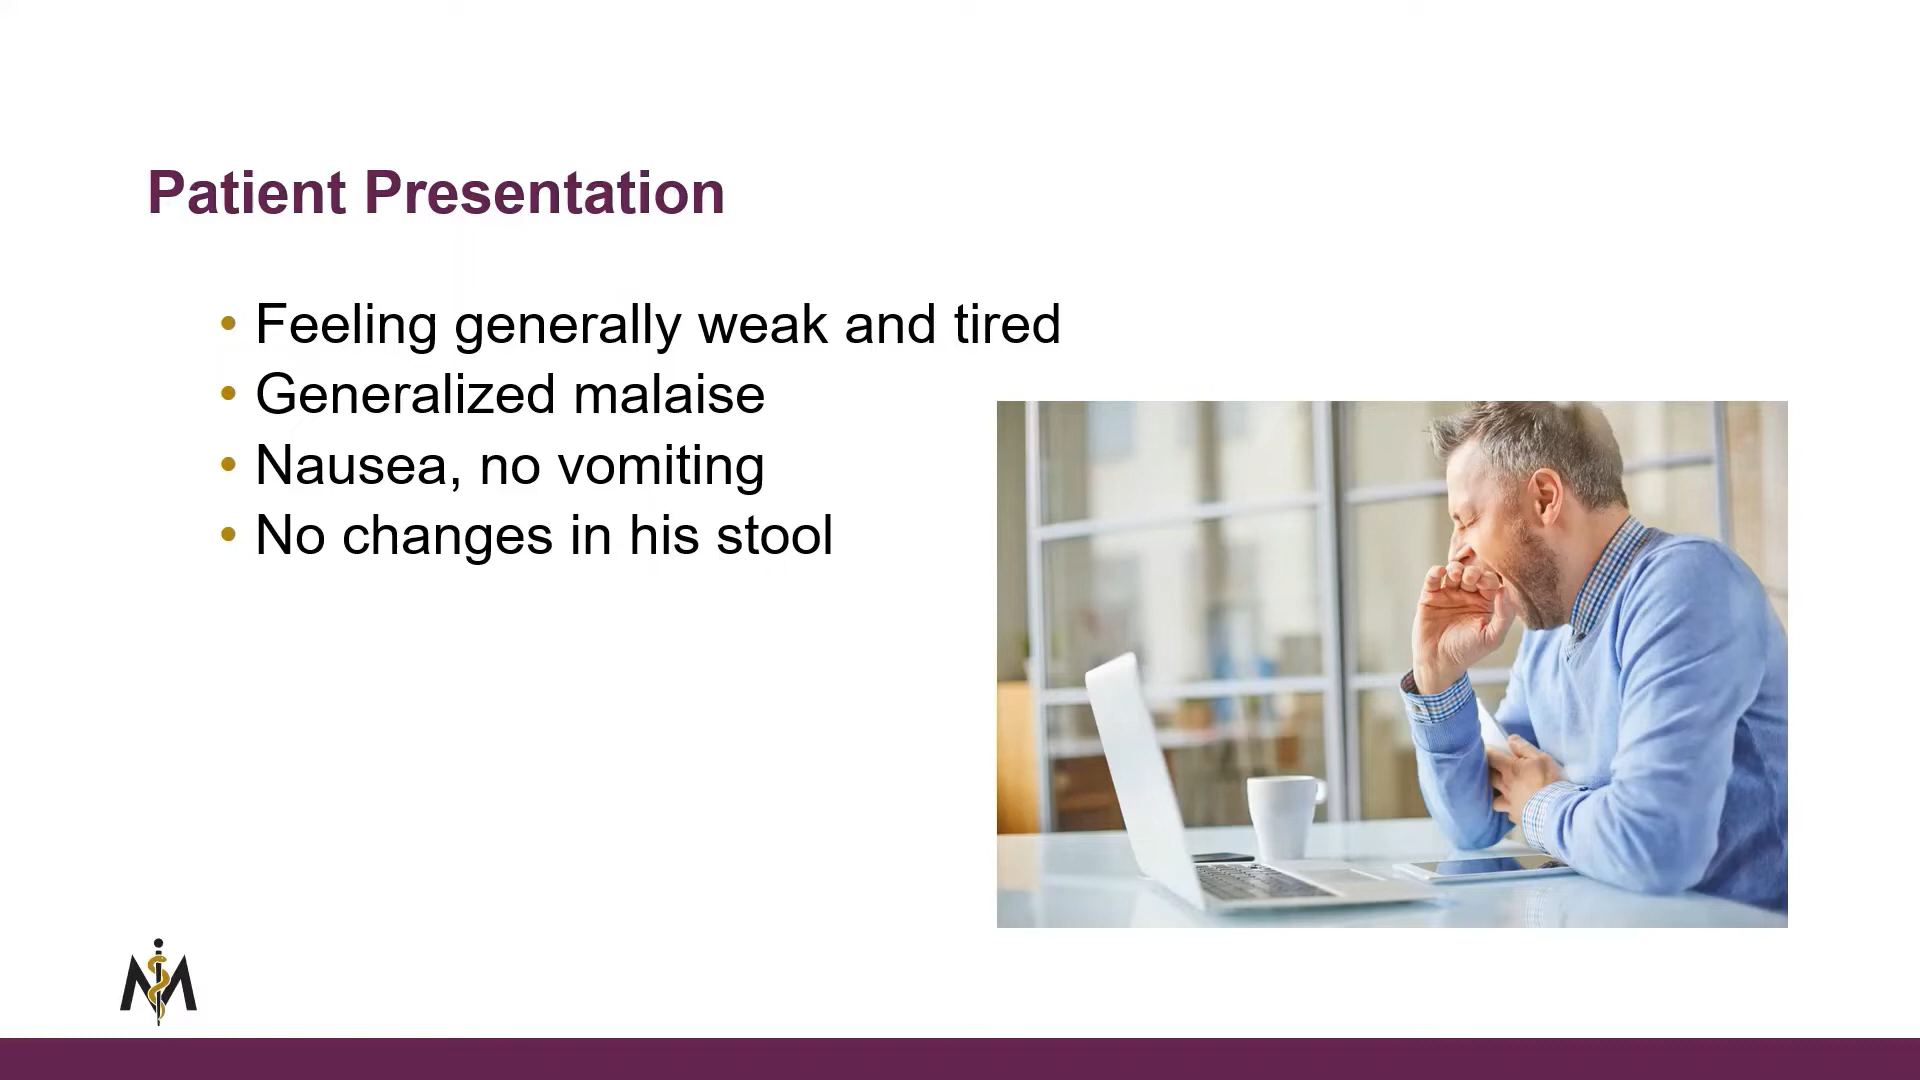 Patient Presentation
• Feeling generally weak and tired
• Generalized malaise
• Nausea, no vomiting
• No changes in his stool